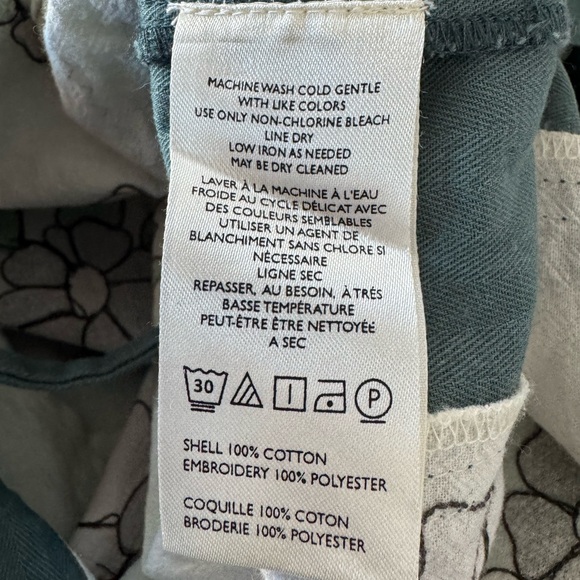 MACHINE WASH COLD GENTLE
WITH LIKE COLORS
USE ONLY NON-CHLORINE BLEACH
LINE DRY
LOW IRON AS NEEDED
MAY BE DRY CLEANED
LAVER À LA MACHINE À L'EAU
FROIDE AU CYCLE DÉLICAT AVEC
DES COULEURS SEMBLABLES
UTILISER UN AGENT DE
BLANCHIMENT SANS CHLORE SI
NÉCESSAIRE
LIGNE SEC
REPASSER, AU BESOIN, À TRÉS
BASSE TEMPÉRATURE
PEUT-ÊTRE ÊTRE NETTOYÉE
A SEC
30 P
SHELL 100% COTTON
EMBROIDERY 100% POLYESTER
COQUILLE 100% COTON
BRODERIE 100% POLYESTER